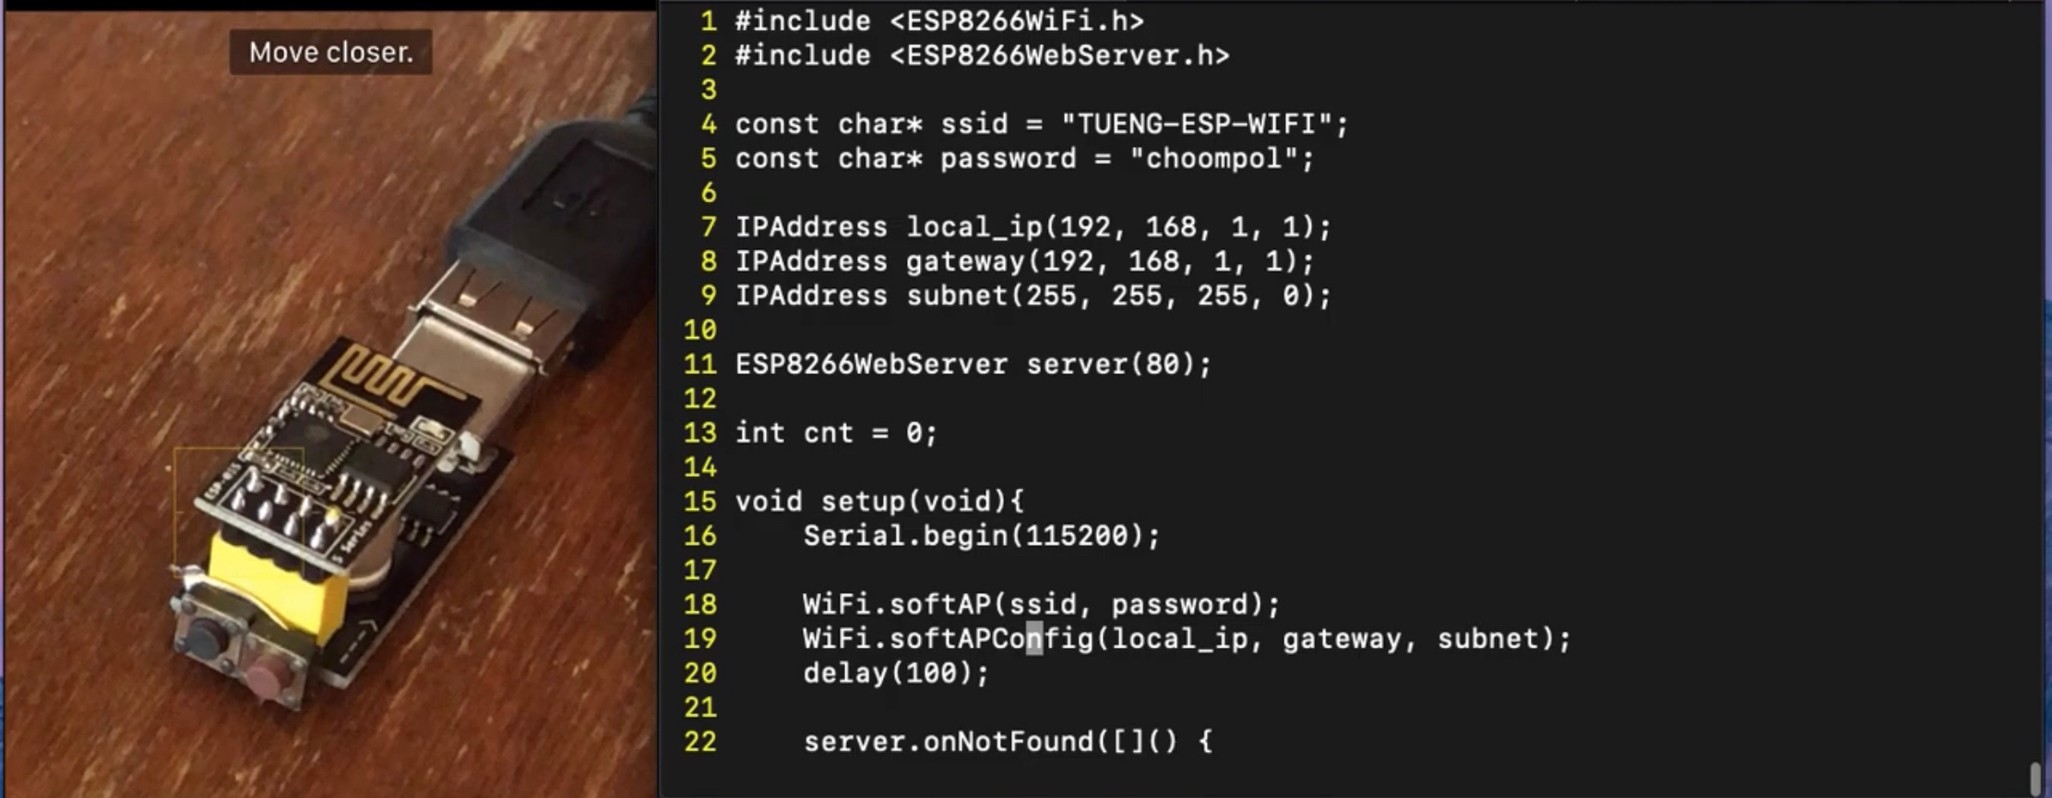 Move closer.
ESP-01S
S Series
1 #include <ESP8266WiFi.h>
2 #include <ESP8266WebServer.h>
3
4 const char* ssid = "TUENG-ESP-WIFI";
5 const char* password = "choompol";
6
7 IPAddress local_ip(192, 168, 1, 1);
8 IPAddress gateway(192, 168, 1, 1);
9 IPAddress subnet(255, 255, 255, 0);
10
11 ESP8266WebServer server(80);
12
13 int cnt = 0;
14
15 void setup(void){
16     Serial.begin(115200);
17
18     WiFi.softAP(ssid, password);
19     WiFi.softAPConfig(local_ip, gateway, subnet);
20     delay(100);
21
22     server.onNotFound([]() {